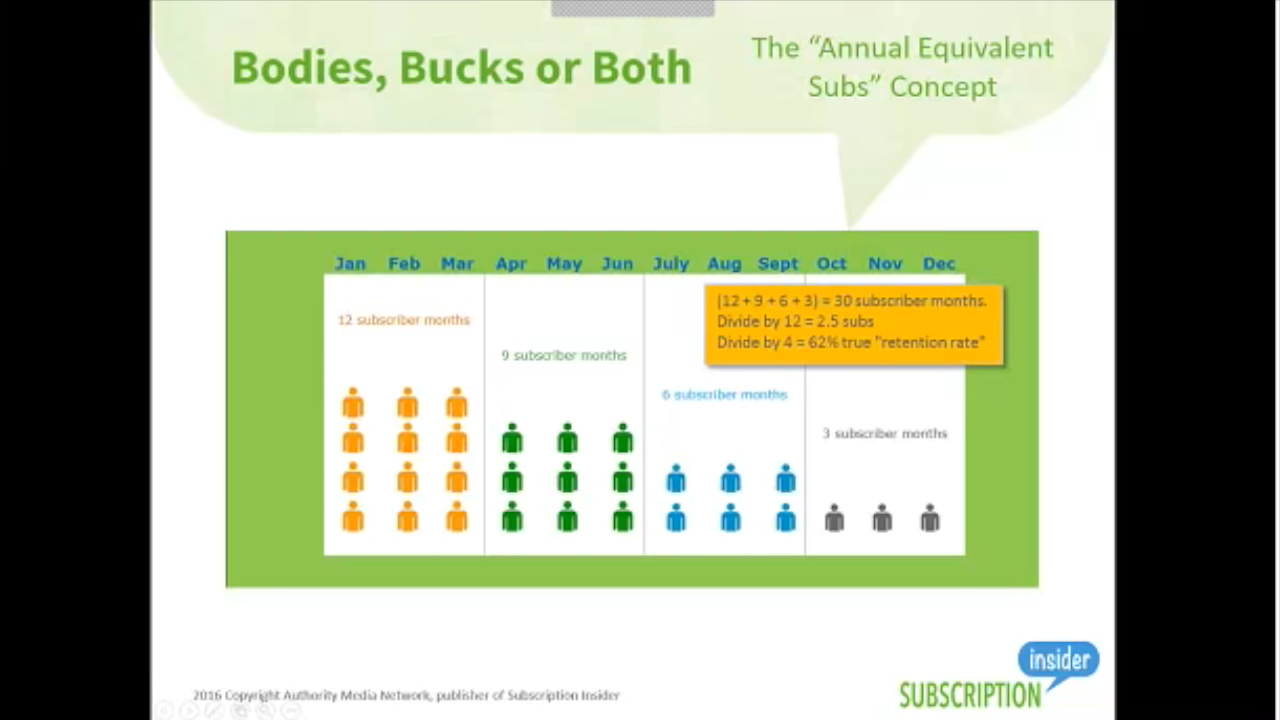 Bodies, Bucks or Both
The “Annual Equivalent
Subs” Concept
Jan Feb Mar Apr May Jun July Aug Sept Oct Nov Dec
(12 + 9 + 6 + 3) = 30 subscriber months.
Divide by 12 = 2.5 subs
Divide by 4 = 62% true "retention rate"
12 subscriber months
9 subscriber months
6 subscriber months
3 subscriber months
insider
SUBSCRIPTION
2016 Copyright Authority Media Network, publisher of Subscription Insider